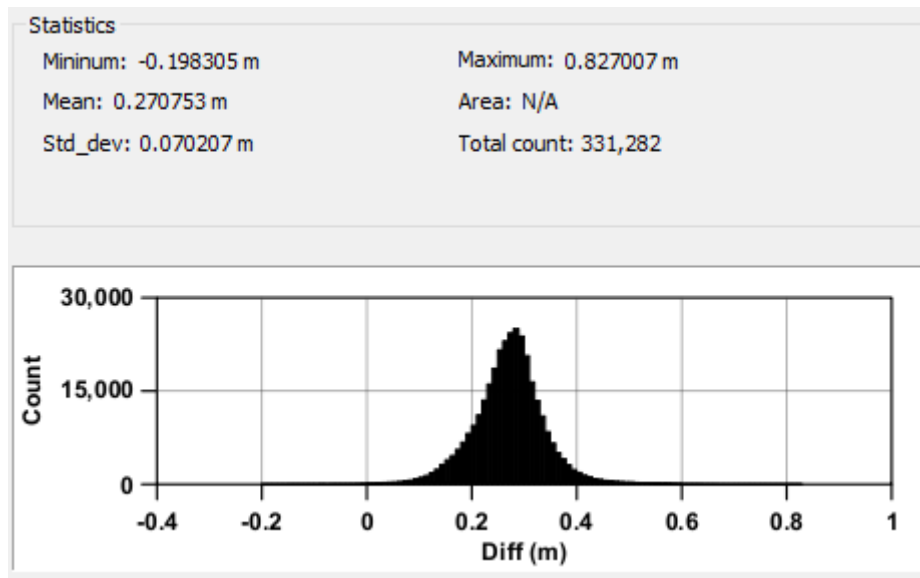 Statistics
Mininum: -0.198305 m Maximum: 0.827007 m
Mean: 0.270753 m Area: N/A
Std_dev: 0.070207 m Total count: 331,282
30,000
15,000
0
Count
-0.4 -0.2 0 0.2 0.4 0.6 0.8 1
Diff (m)